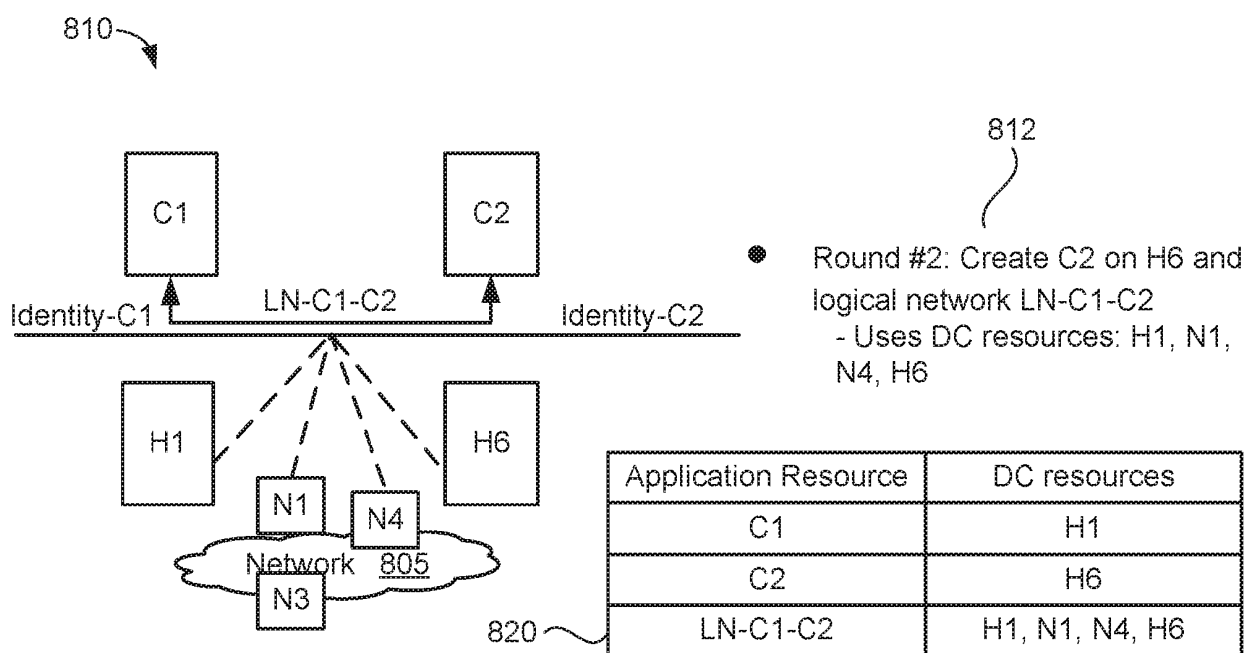 810
812
C1
C2
● Round #2: Create C2 on H6 and
logical network LN-C1-C2
- Uses DC resources: H1, N1,
N4, H6
Identity-C1
LN-C1-C2
Identity-C2
H1
H6
N1
N4
Network 805
N3
820
Application Resource DC resources
C1 H1
C2 H6
LN-C1-C2 H1, N1, N4, H6